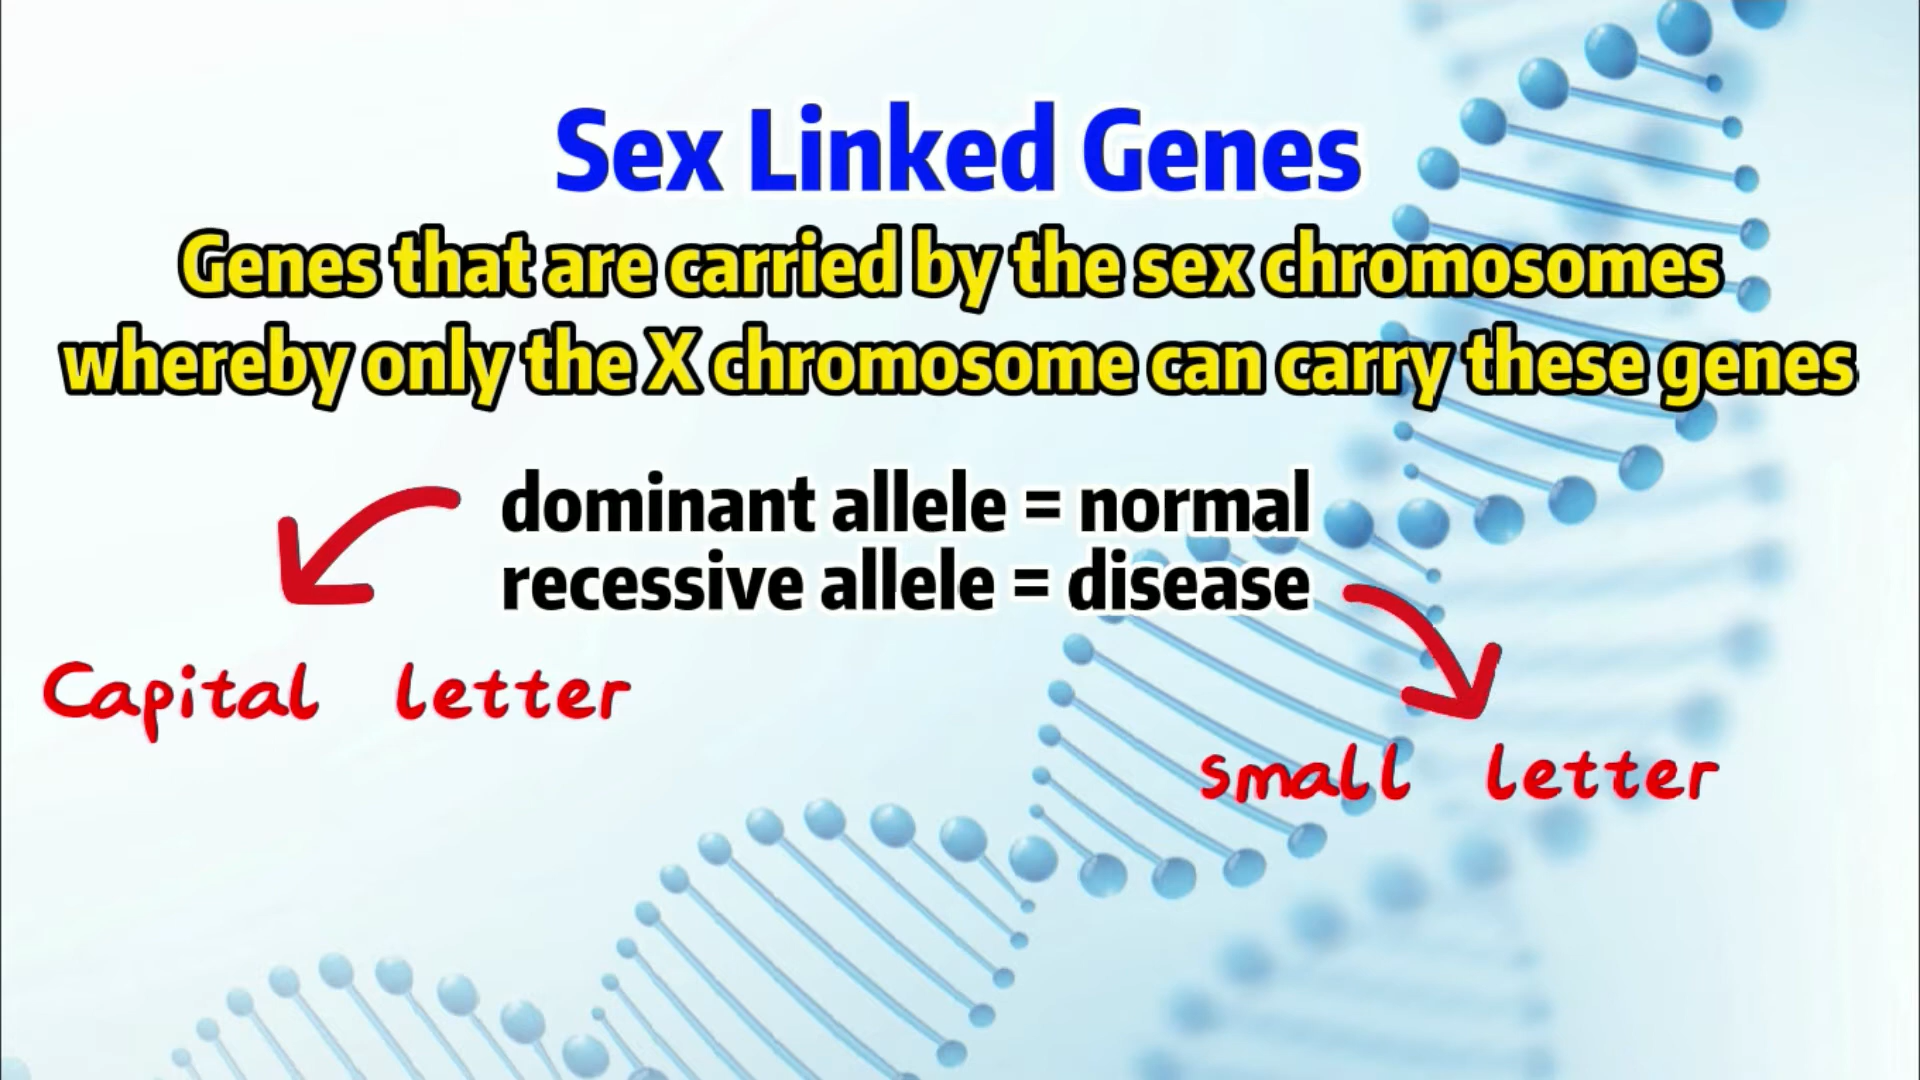 Sex Linked Genes
Genes that are carried by the sex chromosomes
whereby only the X chromosome can carry these genes
dominant allele = normal
recessive allele = disease
Capital letter
small letter